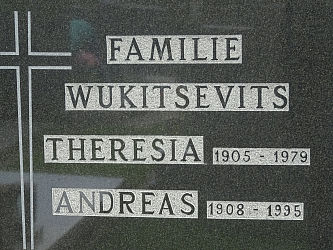 FAMILIE
WUKITSEVITS
THERESIA 1905 - 1979
ANDREAS 1908 - 1995